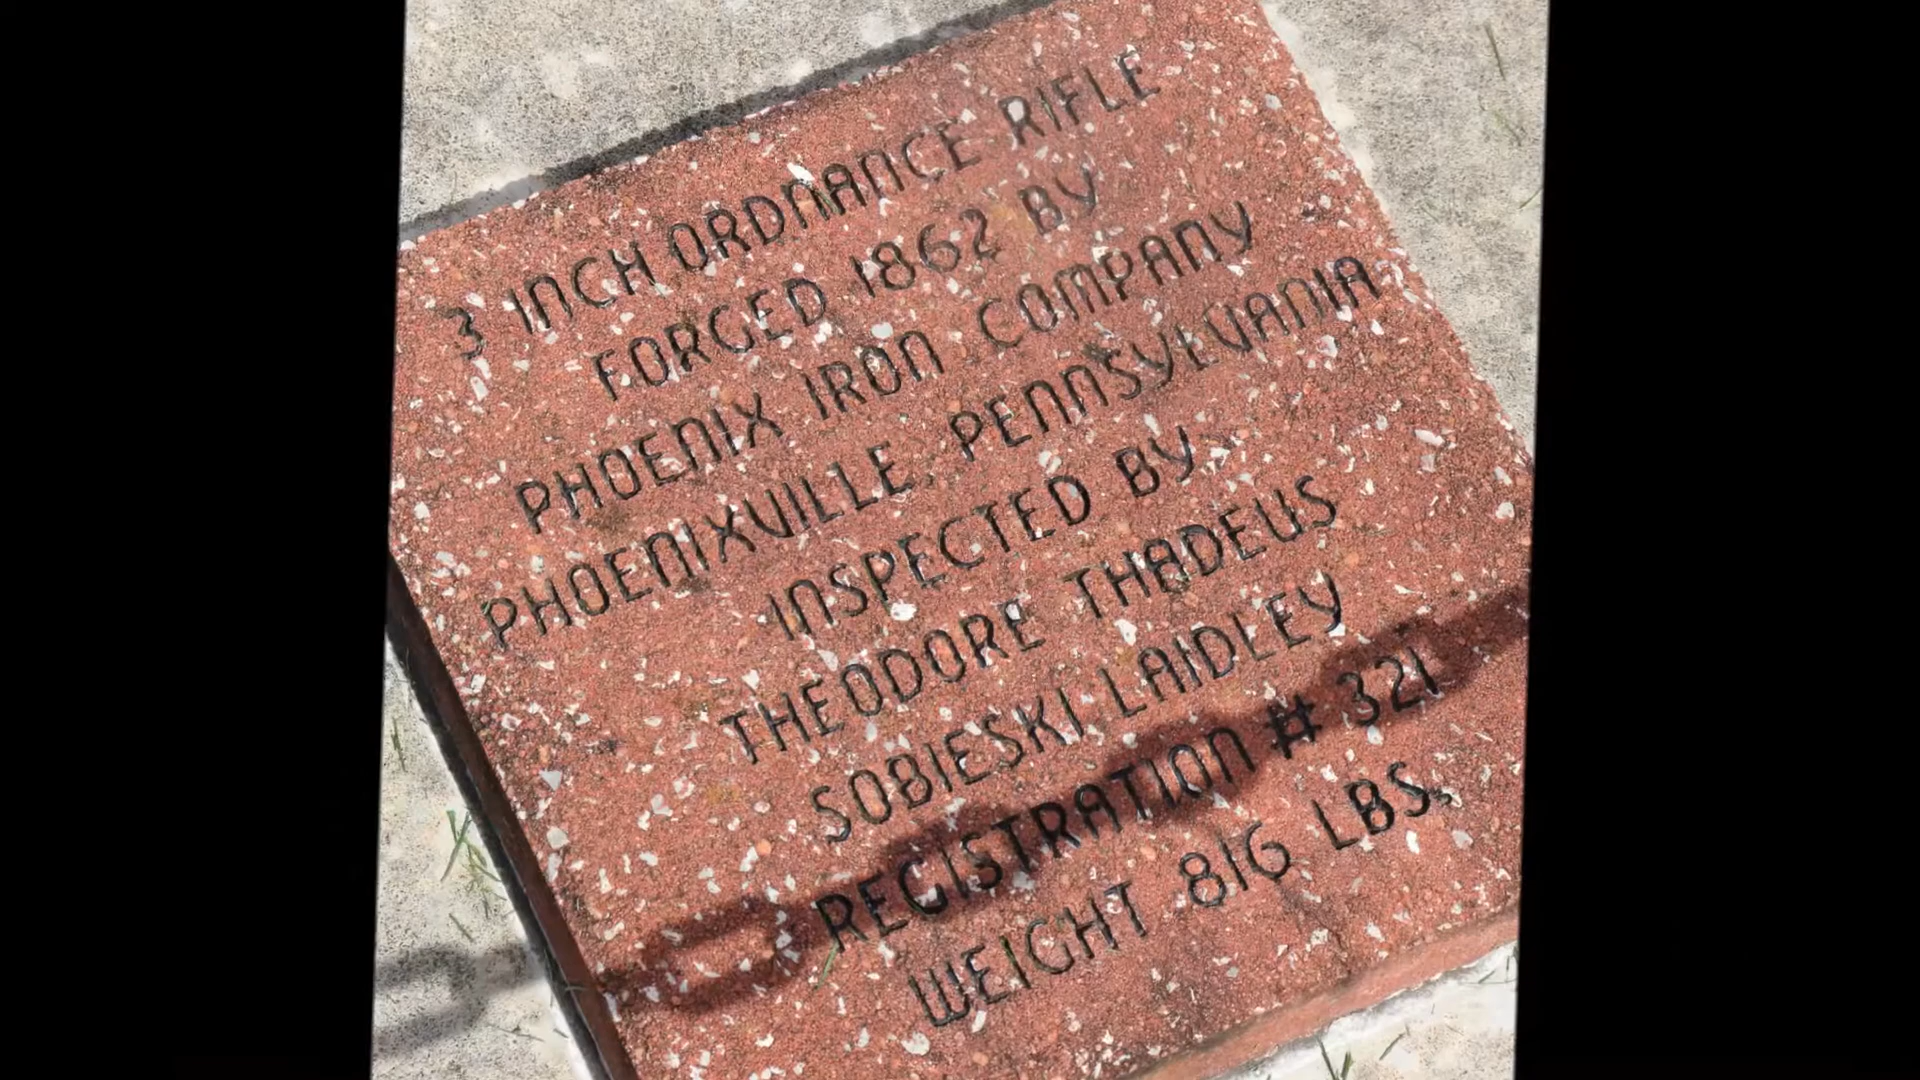 3 INCH ORDNANCE RIFLE
FORGED 1862 BY
PHOENIX IRON COMPANY
PHOENIXVILLE, PENNSYLVANIA
INSPECTED BY
THEODORE THADEUS
SOBIESKI LAIDLEY
REGISTRATION # 321
WEIGHT 816 LBS.